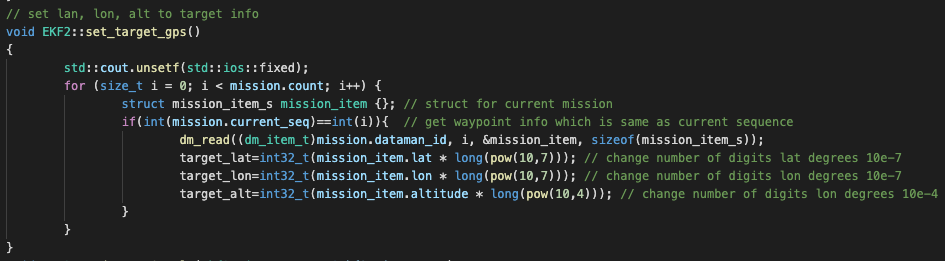 // set lan, lon, alt to target info
void EKF2::set_target_gps()
{
        std::cout.unsetf(std::ios::fixed);
        for (size_t i = 0; i < mission.count; i++) {
                struct mission_item_s mission_item {}; // struct for current mission
                if(int(mission.current_seq)==int(i)){  // get waypoint info which is same as current sequence
                        dm_read((dm_item_t)mission.dataman_id, i, &mission_item, sizeof(mission_item_s));
                        target_lat=int32_t(mission_item.lat * long(pow(10,7))); // change number of digits lat degrees 10e-7
                        target_lon=int32_t(mission_item.lon * long(pow(10,7))); // change number of digits lon degrees 10e-7
                        target_alt=int32_t(mission_item.altitude * long(pow(10,4))); // change number of digits lon degrees 10e-4
                }
        }
}